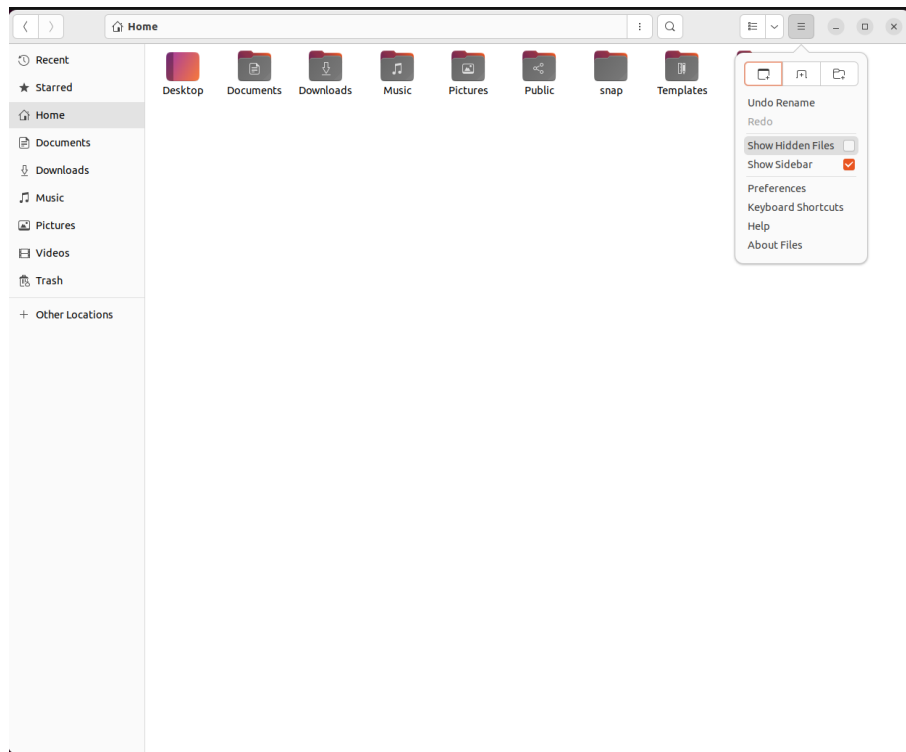 Home
Recent
Starred
Home
Documents
Downloads
Music
Pictures
Videos
Trash
Other Locations
Desktop
Documents
Downloads
Music
Pictures
Public
snap
Templates
Undo Rename
Redo
Show Hidden Files
Show Sidebar
Preferences
Keyboard Shortcuts
Help
About Files